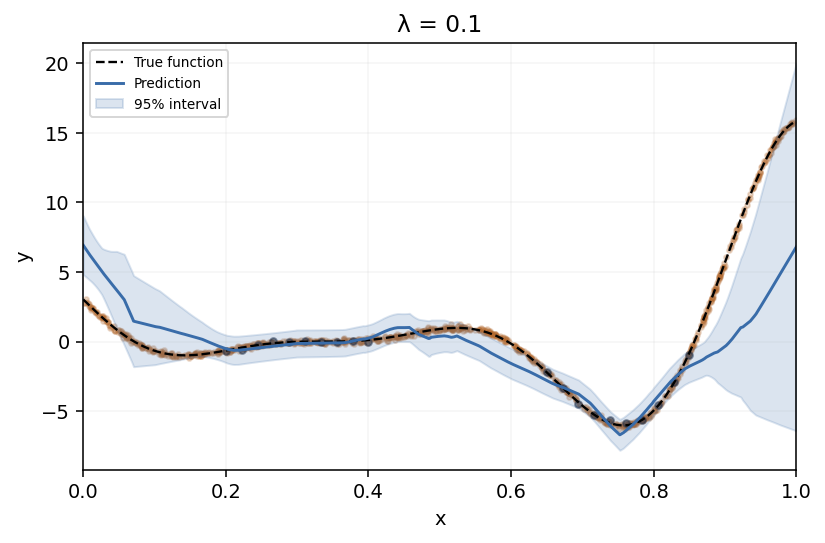 λ = 0.1
True function
Prediction
95% interval
y
20
15
10
5
0
−5
0.0 0.2 0.4 0.6 0.8 1.0
x